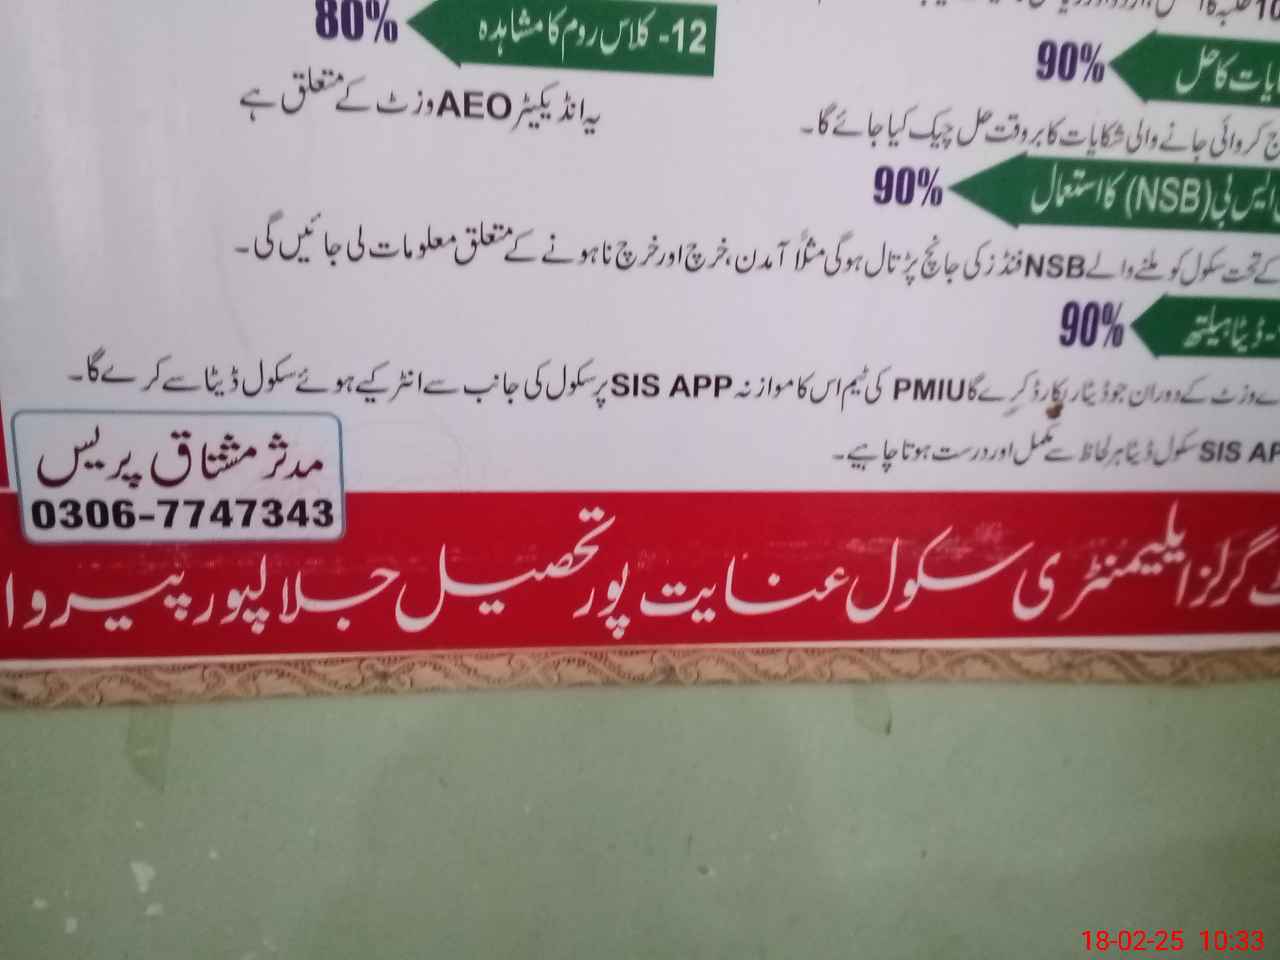 80% 12- کلاس روم کا مشاہدہ
یہ انڈیکیٹر AEO وزٹ کے متعلق ہے
90% یات کا حل
ج کروائی جانے والی شکایات کا بروقت حل چیک کیا جائے گا۔
90% ایس بی (NSB) کا استعمال
کے تحت سکول کو ملنے والے NSB فنڈز کی جانچ پڑتال ہوگی مثلاً آمدن، خرچ اور خرچ نا ہونے کے متعلق معلومات لی جائیں گی۔
90% - ڈیٹا ہیلتھ
ے وزٹ کے دوران جو ڈیٹا ریکارڈ کرے گا PMIU کی ٹیم اس کا موازنہ SIS APP پر سکول کی جانب سے انٹر کیے ہوئے سکول ڈیٹا سے کرے گا۔
SIS AP سکول ڈیٹا ہر لحاظ سے مکمل اور درست ہونا چاہیے۔
مدثر مشتاق پریس
0306-7747343
گرلز ایلیمنٹری سکول عنایت پور تحصیل جلالپور پیروا
18-02-25 10:33